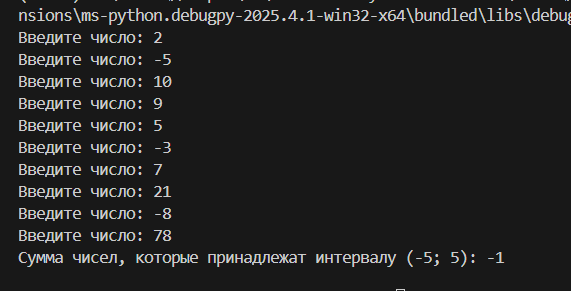 nsions\ms-python.debugpy-2025.4.1-win32-x64\bundled\libs\debug
Введите число: 2
Введите число: -5
Введите число: 10
Введите число: 9
Введите число: 5
Введите число: -3
Введите число: 7
Введите число: 21
Введите число: -8
Введите число: 78
Сумма чисел, которые принадлежат интервалу (-5; 5): -1